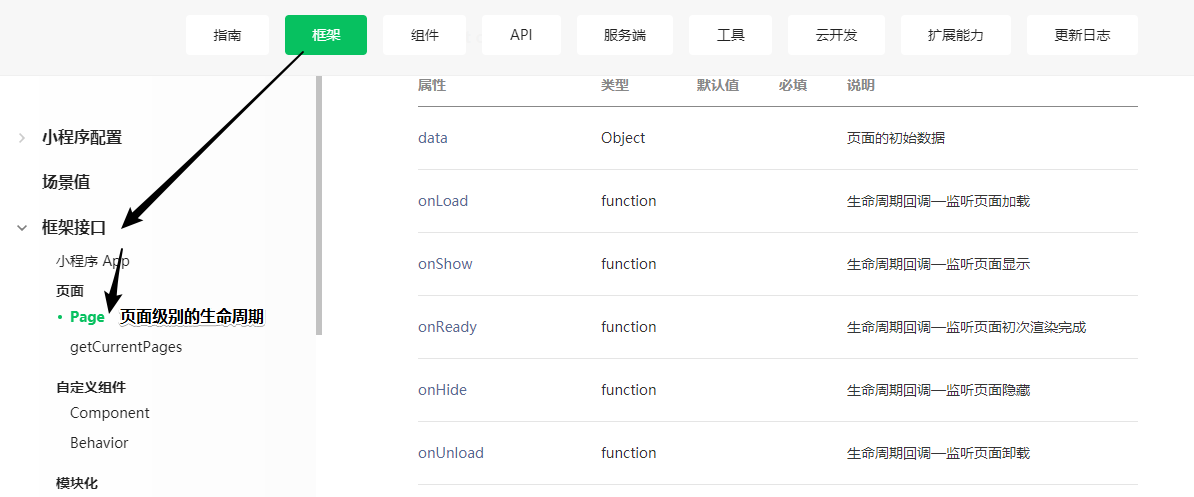 指南 框架 组件 API 服务端 工具 云开发 扩展能力 更新日志
属性 类型 默认值 必填 说明
小程序配置
场景值
框架接口
小程序 App
页面
Page 页面级别的生命周期
getCurrentPages
自定义组件
Component
Behavior
模块化
data Object 页面的初始数据
onLoad function 生命周期回调—监听页面加载
onShow function 生命周期回调—监听页面显示
onReady function 生命周期回调—监听页面初次渲染完成
onHide function 生命周期回调—监听页面隐藏
onUnload function 生命周期回调—监听页面卸载